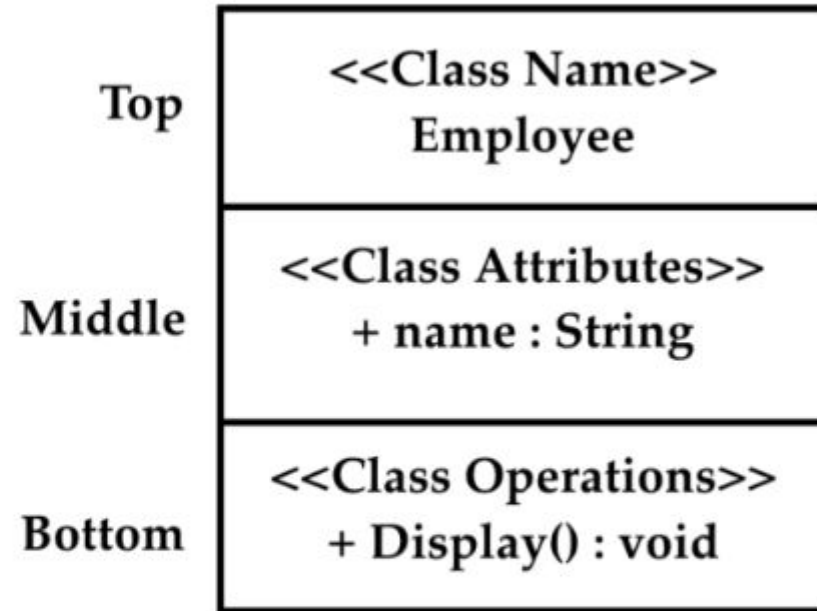 Top
<<Class Name>>
Employee
Middle
<<Class Attributes>>
+ name : String
Bottom
<<Class Operations>>
+ Display() : void